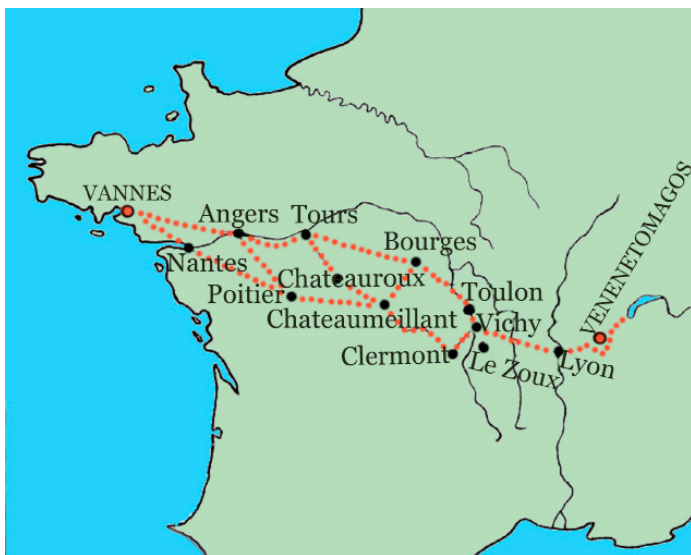 VANNES
Angers
Tours
Nantes
Bourges
Chateauroux
Poitier
Chateaumeillant
Toulon
Vichy
Clermont
Le Zoux
Lyon
VENENETOMAGOS